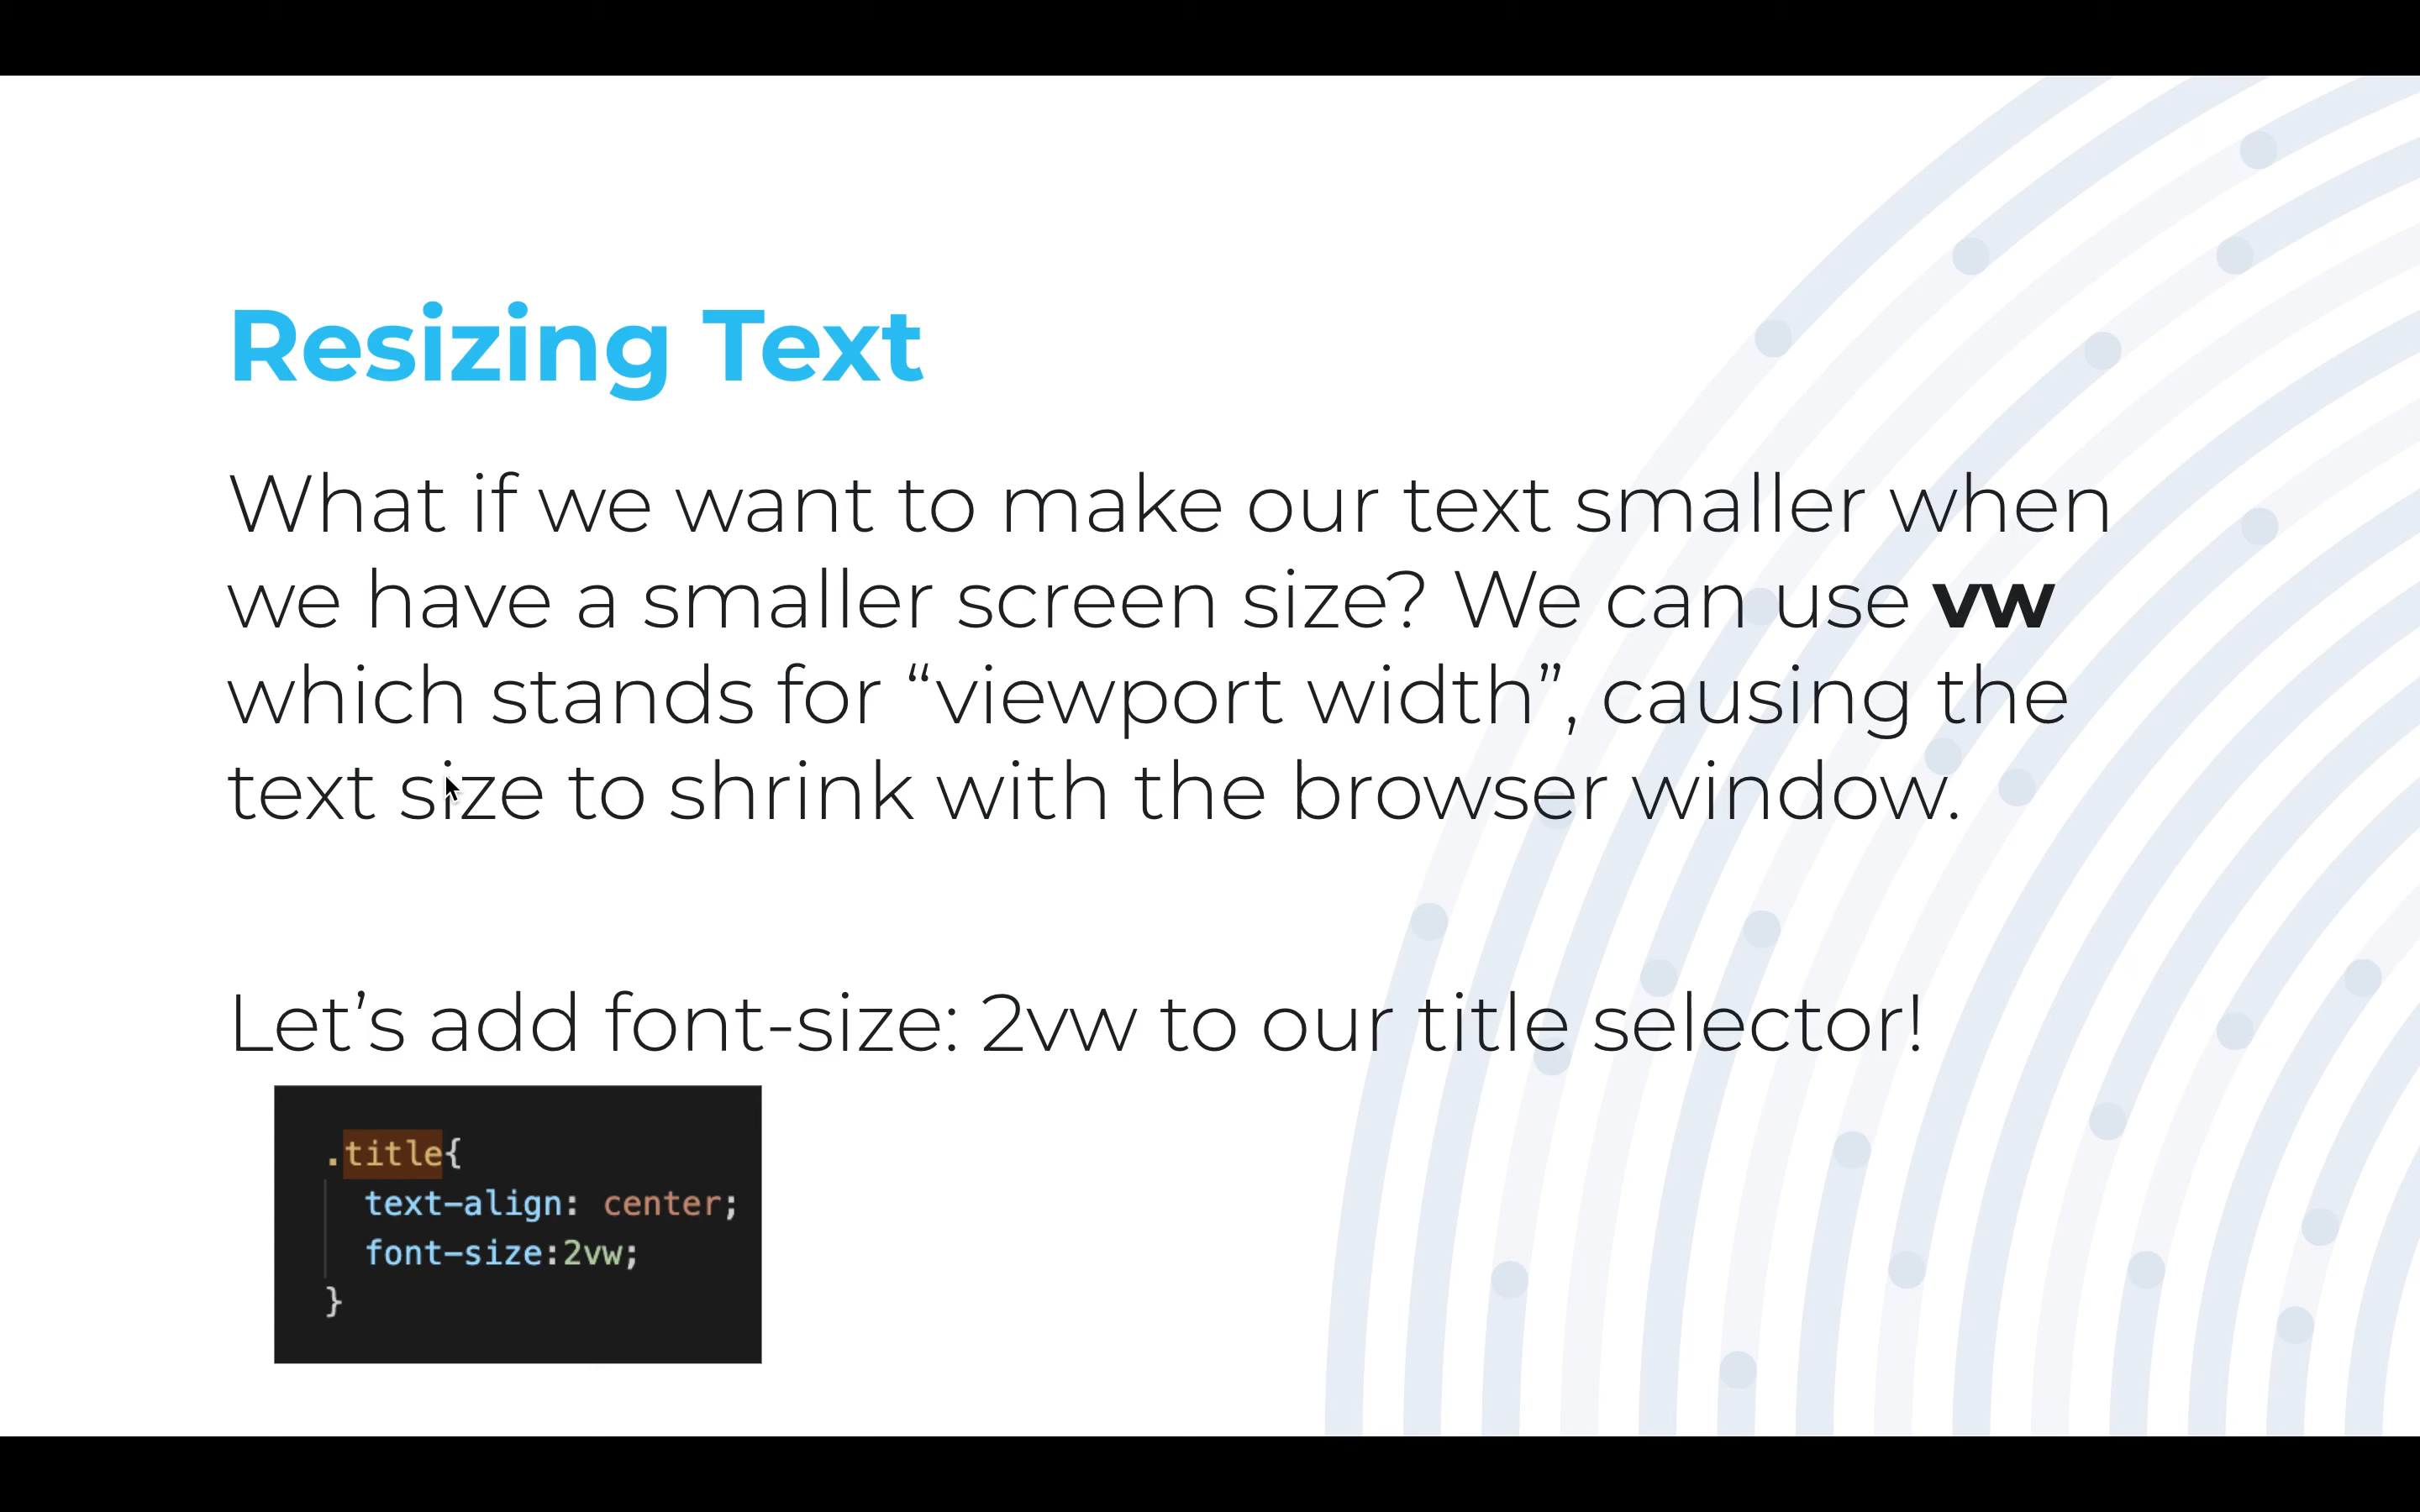 Resizing Text
What if we want to make our text smaller when
we have a smaller screen size? We can use vw
which stands for “viewport width”, causing the
text size to shrink with the browser window.
Let’s add font-size: 2vw to our title selector!
.title{
text-align: center;
font-size:2vw;
}